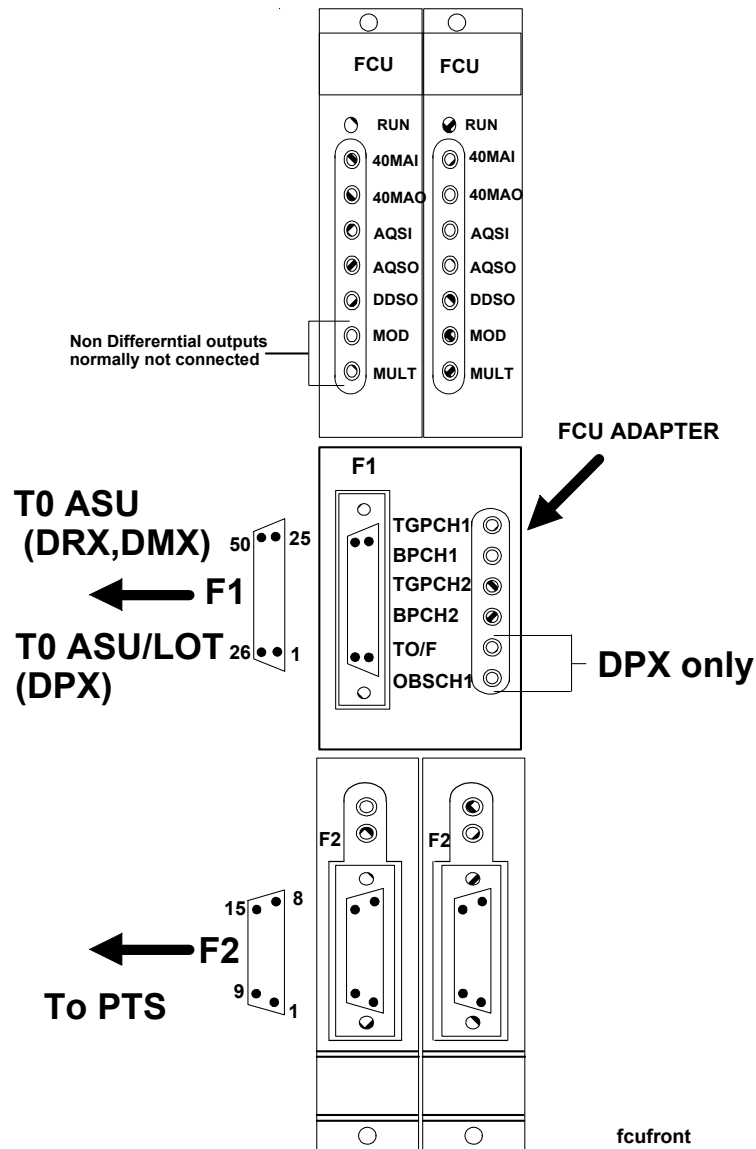 FCU FCU
RUN RUN
40MAI 40MAI
40MAO 40MAO
AQSI AQSI
AQSO AQSO
DDSO DDSO
MOD MOD
MULT MULT
Non Differerntial outputs
normally not connected
FCU ADAPTER
F1
T0 ASU
(DRX,DMX)
F1
T0 ASU/LOT
(DPX)
50 25
26 1
TGPCH1
BPCH1
TGPCH2
BPCH2
TO/F
OBSCH1
DPX only
F2 F2
15 8
F2
9 1
To PTS
fcufront